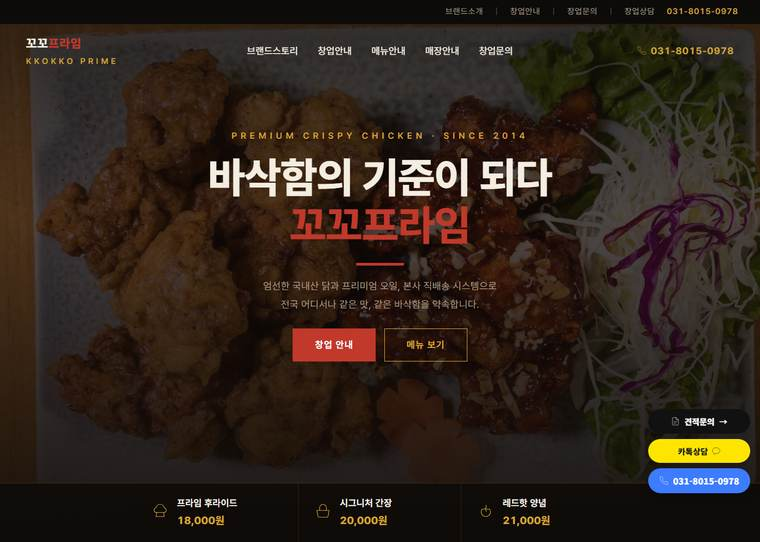 브랜드소개 | 창업안내 | 창업문의 | 창업상담 031-8015-0978
꼬꼬프라임
KKOKKO PRIME
브랜드스토리 창업안내 메뉴안내 매장안내 창업문의
031-8015-0978
PREMIUM CRISPY CHICKEN · SINCE 2014
바삭함의 기준이 되다
꼬꼬프라임
엄선한 국내산 닭과 프리미엄 오일, 본사 직배송 시스템으로
전국 어디서나 같은 맛, 같은 바삭함을 약속합니다.
창업 안내
메뉴 보기
견적문의 →
카톡상담
031-8015-0978
프라임 후라이드
18,000원
시그니처 간장
20,000원
레드핫 양념
21,000원